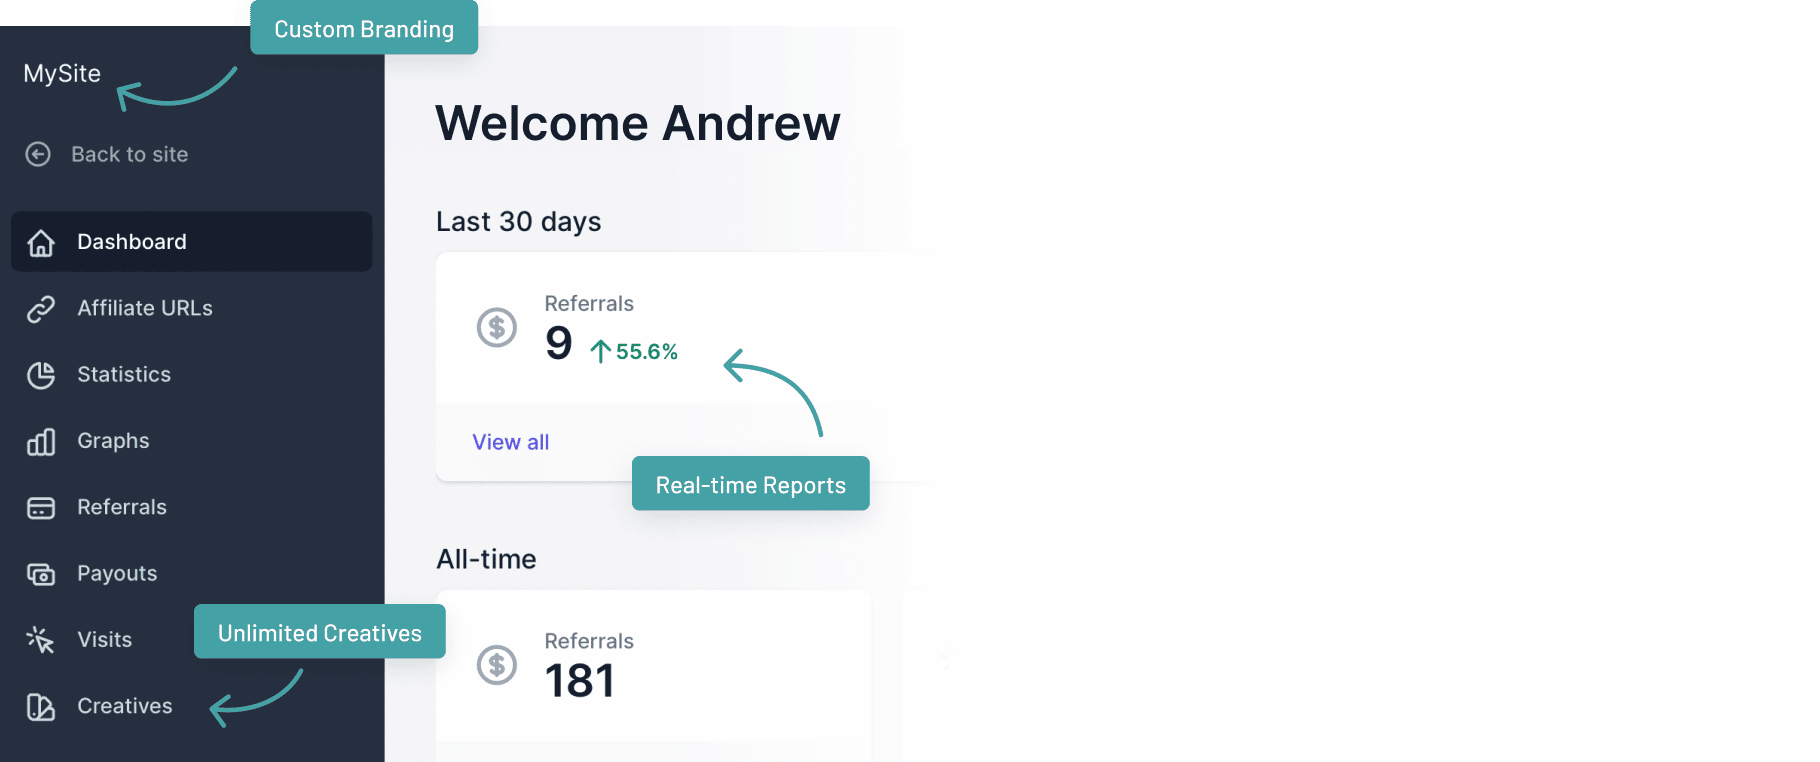 Custom Branding
MySite
Back to site
Dashboard
Affiliate URLs
Statistics
Graphs
Referrals
Payouts
Visits
Creatives
Unlimited Creatives
Welcome Andrew
Last 30 days
Referrals
9 ↑ 55.6%
View all
Real-time Reports
All-time
Referrals
181